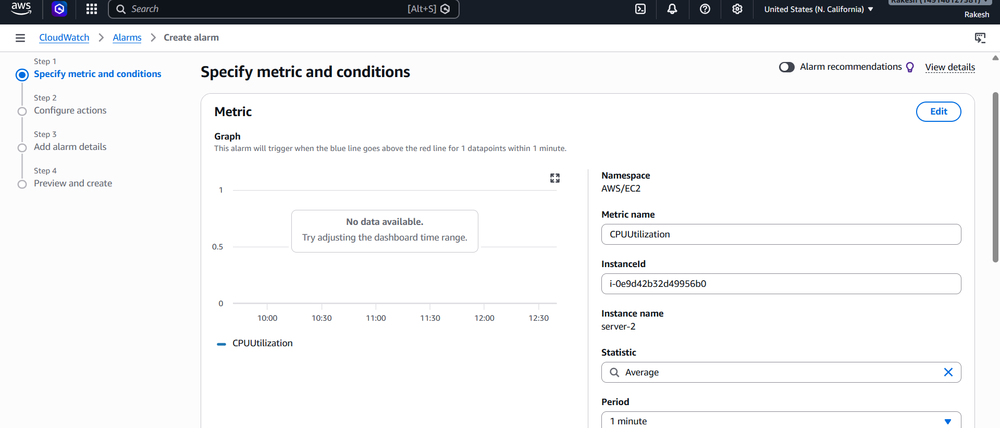 aws
Search
[Alt+S]
United States (N. California)
Rakesh (149146127381)
Rakesh
CloudWatch
Alarms
Create alarm
Step 1
Specify metric and conditions
Step 2
Configure actions
Step 3
Add alarm details
Step 4
Preview and create
Specify metric and conditions
Alarm recommendations
View details
Metric
Edit
Graph
This alarm will trigger when the blue line goes above the red line for 1 datapoints within 1 minute.
1
0.5
0
No data available.
Try adjusting the dashboard time range.
10:00
10:30
11:00
11:30
12:00
12:30
CPUUtilization
Namespace
AWS/EC2
Metric name
CPUUtilization
InstanceId
i-0e9d42b32d49956b0
Instance name
server-2
Statistic
Average
Period
1 minute